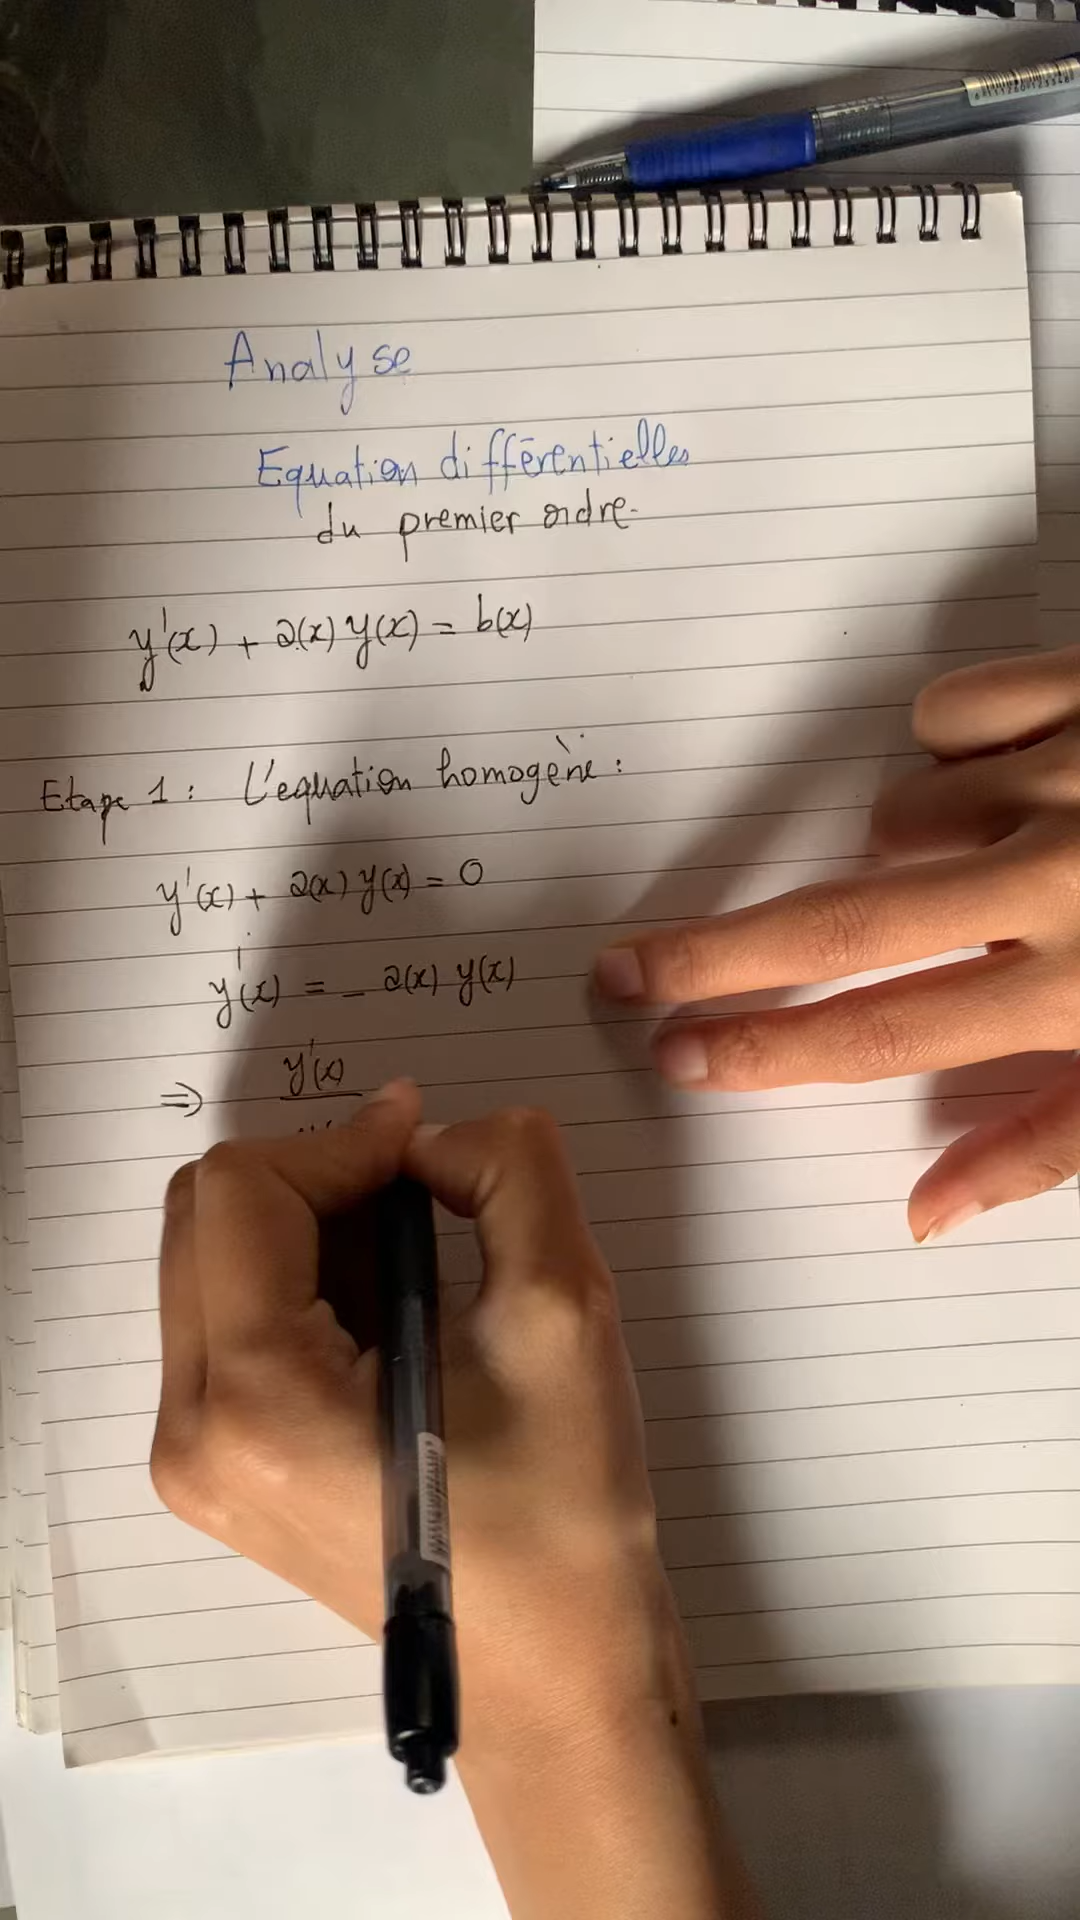 Analyse
Equation différentielles
du premier ordre.
y'(x) + a(x) y(x) = b(x)
Etape 1 : L'equation homogène :
y'(x) + a(x) y(x) = 0
y'(x) = - a(x) y(x)
⇒ y'(x)